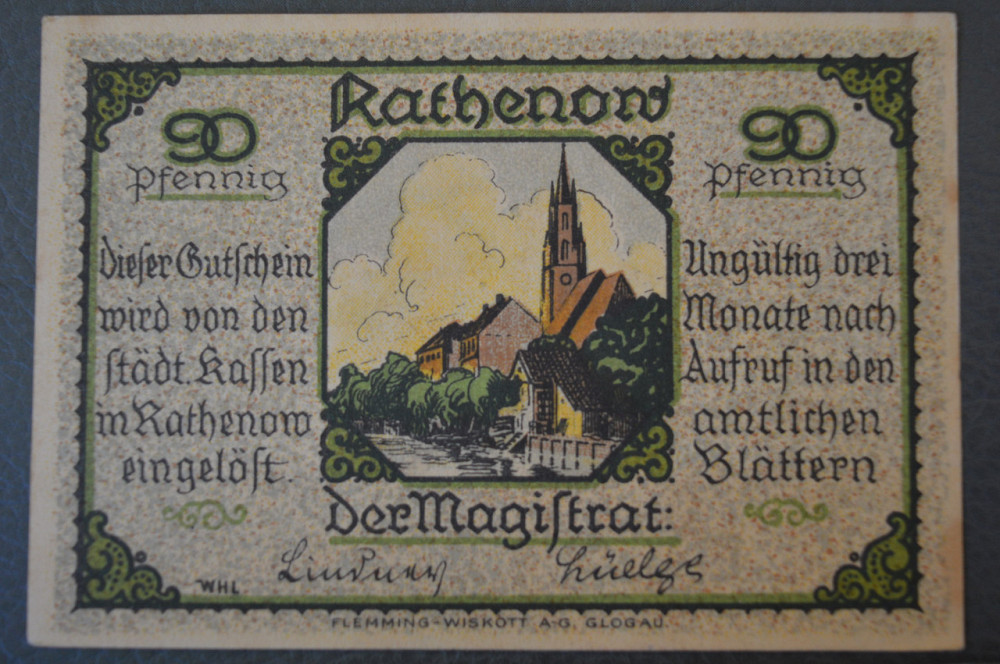 Rathenow
90
Pfennig
90
Pfennig
Dieser Gutschein
wird von den
städt. Kassen
in Rathenow
eingelöst.
Ungültig drei
Monate nach
Aufruf in den
amtlichen
Blättern
der Magistrat:
Lindner
WHL.
FLEMMING-WISKOTT A-G. GLOGAU.